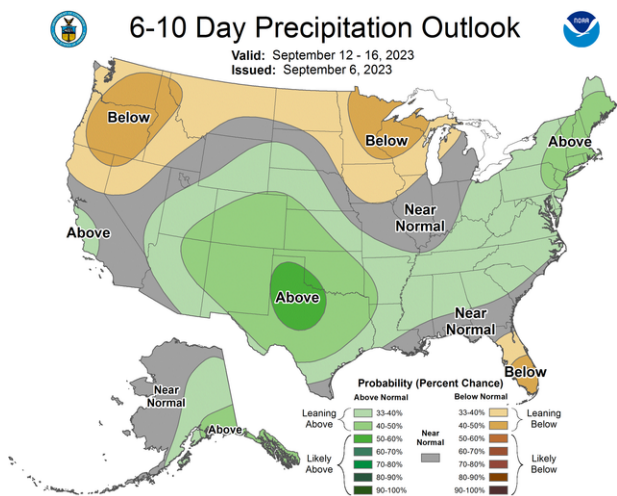 6-10 Day Precipitation Outlook
NOAA
Valid: September 12 - 16, 2023
Issued: September 6, 2023
Below
Below
Above
Near
Normal
Above
Above
Near
Normal
Below
Near
Normal
Above
Probability (Percent Chance)
Above Normal
Below Normal
Leaning
Above
33-40%
40-50%
Likely
Above
50-60%
60-70%
70-80%
80-90%
90-100%
Near
Normal
33-40%
40-50%
Leaning
Below
50-60%
60-70%
70-80%
80-90%
90-100%
Likely
Below